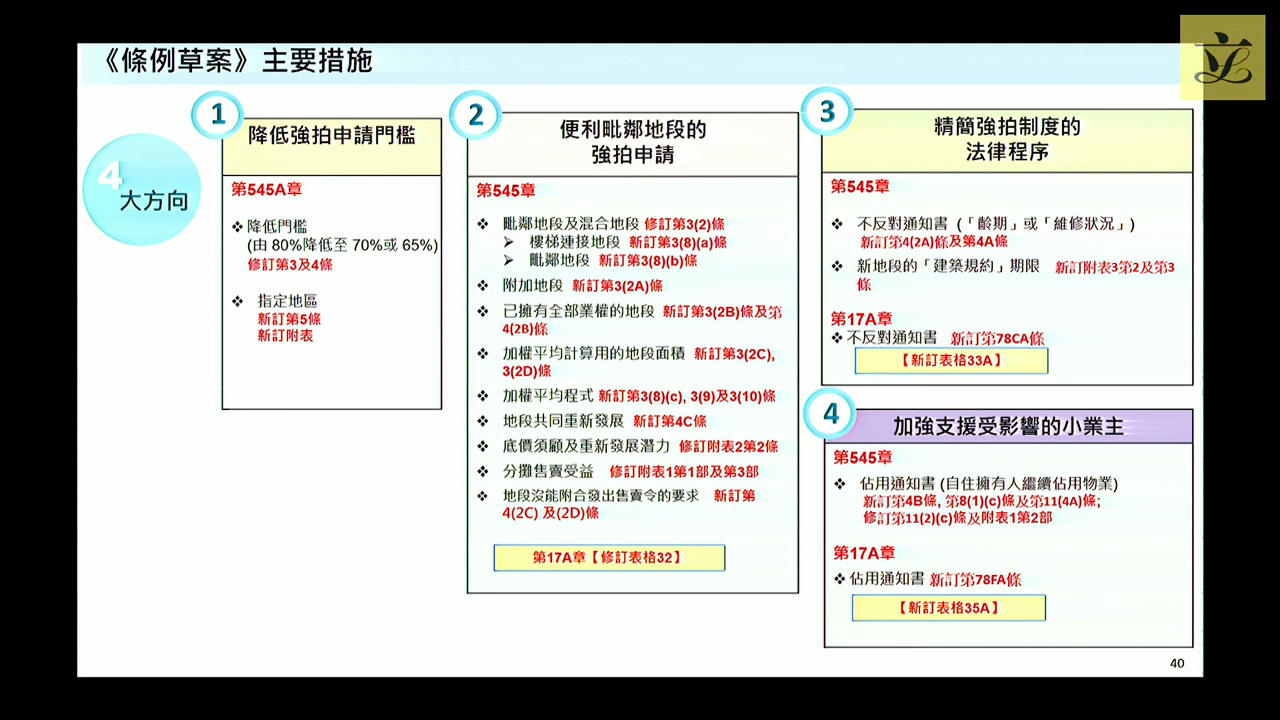 《條例草案》主要措施
4
大方向
1
降低強拍申請門檻
第545A章
❖降低門檻
(由 80%降低至 70%或 65%)
修訂第3及4條
❖ 指定地區
新訂第5條
新訂附表
2
便利毗鄰地段的
強拍申請
第545章
❖ 毗鄰地段及混合地段 修訂第3(2)條
➢ 樓梯連接地段 新訂第3(8)(a)條
➢ 毗鄰地段 新訂第3(8)(b)條
❖ 附加地段 新訂第3(2A)條
❖ 已擁有全部業權的地段 新訂第3(2B)條及第
4(2B)條
❖ 加權平均計算用的地段面積 新訂第3(2C),
3(2D)條
❖ 加權平均程式 新訂第3(8)(c), 3(9)及3(10)條
❖ 地段共同重新發展 新訂第4C條
❖ 底價須顧及重新發展潛力 修訂附表2第2條
❖ 分攤售賣受益 修訂附表1第1部及第3部
❖ 地段沒能附合發出售賣令的要求 新訂第
4(2C) 及(2D)條
第17A章【修訂表格32】
3
精簡強拍制度的
法律程序
第545章
❖ 不反對通知書 (「齡期」或「維修狀況」)
新訂第4(2A)條及第4A條
❖ 新地段的「建築規約」期限 新訂附表3第2及第3
條
第17A章
❖不反對通知書 新訂第78CA條
【新訂表格33A】
4
加強支援受影響的小業主
第545章
❖ 佔用通知書 (自住擁有人繼續佔用物業)
新訂第4B條, 第8(1)(c)條及第11(4A)條;
修訂第11(2)(c)條及附表1第2部
第17A章
❖佔用通知書 新訂第78FA條
【新訂表格35A】
40